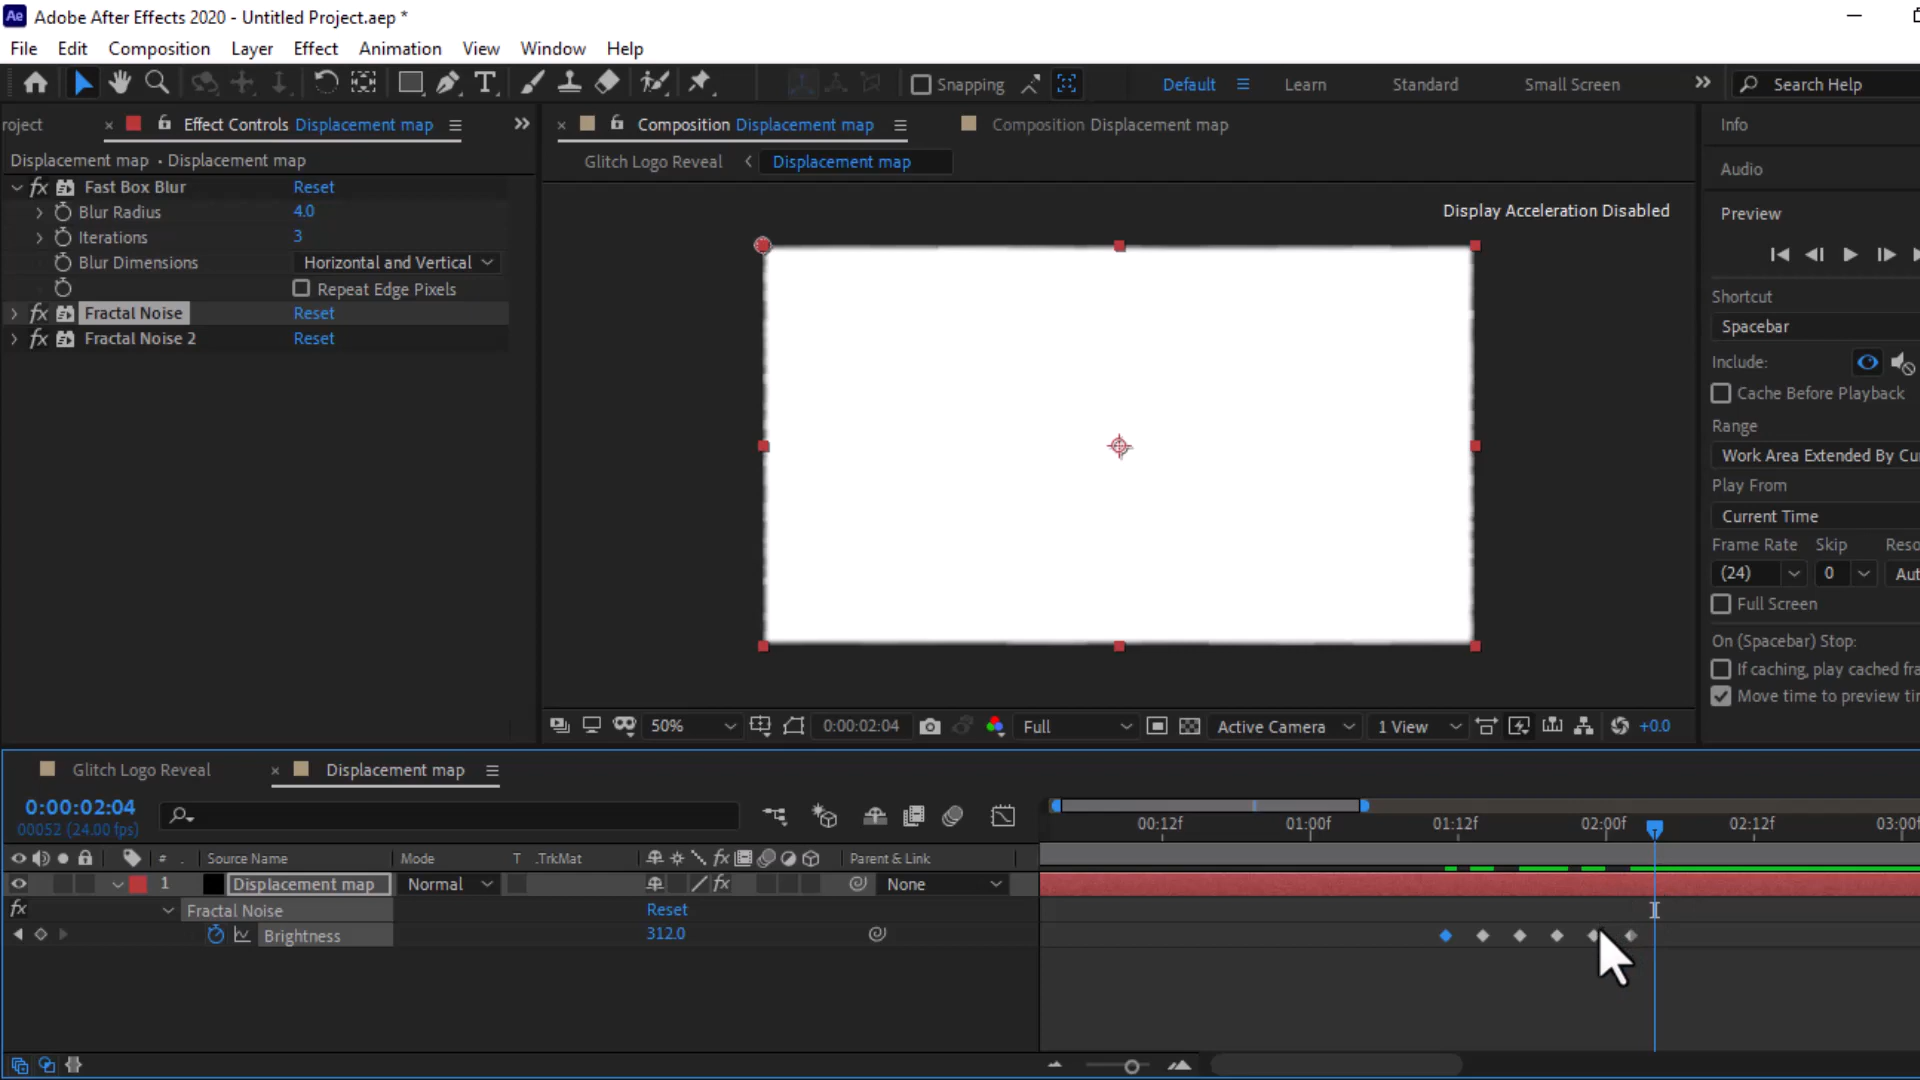 Ae Adobe After Effects 2020 - Untitled Project.aep *
File Edit Composition Layer Effect Animation View Window Help
T Snapping Default Learn Standard Small Screen Search Help
roject
Effect Controls Displacement map
Displacement map • Displacement map
fx Fast Box Blur Reset
Blur Radius 4.0
Iterations 3
Blur Dimensions Horizontal and Vertical
Repeat Edge Pixels
fx Fractal Noise Reset
fx Fractal Noise 2 Reset
Composition Displacement map
Composition Displacement map
Glitch Logo Reveal Displacement map
Display Acceleration Disabled
50% 0:00:02:04 Full Active Camera 1 View +0.0
Info
Audio
Preview
Shortcut
Spacebar
Include:
Cache Before Playback
Range
Work Area Extended By Cu
Play From
Current Time
Frame Rate Skip Reso
(24) 0 Aut
Full Screen
On (Spacebar) Stop:
If caching, play cached fra
Move time to preview tir
Glitch Logo Reveal Displacement map
0:00:02:04
00052 (24.00 fps)
00:12f 01:00f 01:12f 02:00f 02:12f 03:00f
# . Source Name Mode T .TrkMat fx Parent & Link
1 Displacement map Normal fx None
fx Fractal Noise Reset
Brightness 312.0